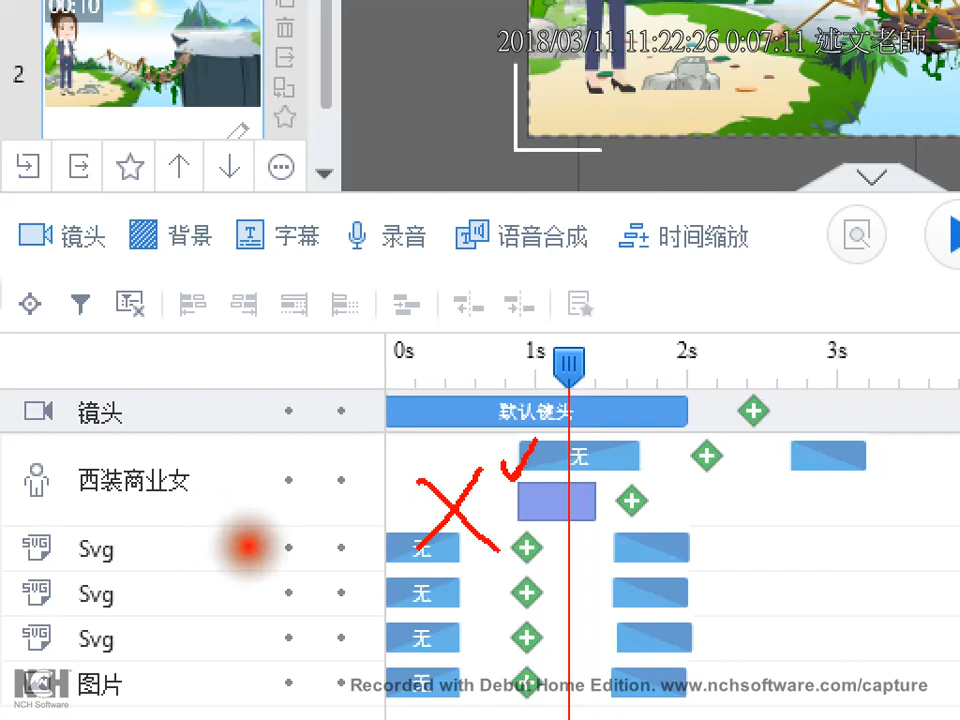 00:10
2018/03/11 11:22:26 0:07:11 述文老師
2
镜头 背景 字幕 录音 语音合成 时间缩放
0s 1s 2s 3s
镜头 默认镜头
无
西装商业女
Svg 无
Svg 无
Svg 无
图片 无
NCH
NCH Software
Recorded with Debut Home Edition. www.nchsoftware.com/capture